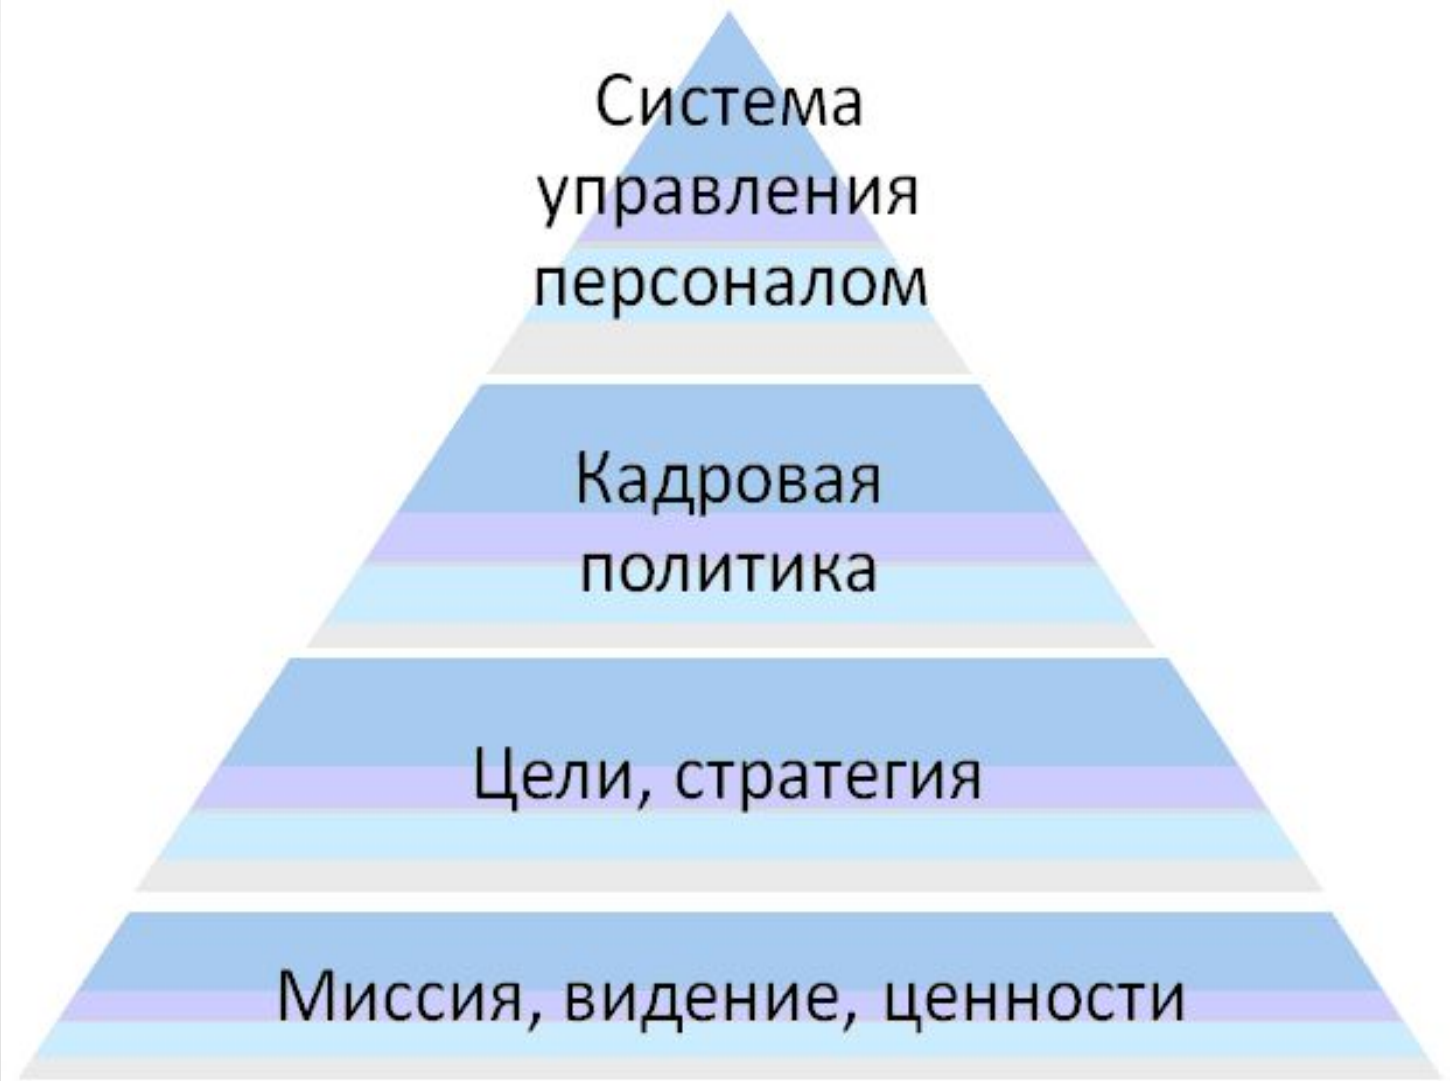 Система
управления
персоналом
Кадровая
политика
Цели, стратегия
Миссия, видение, ценности